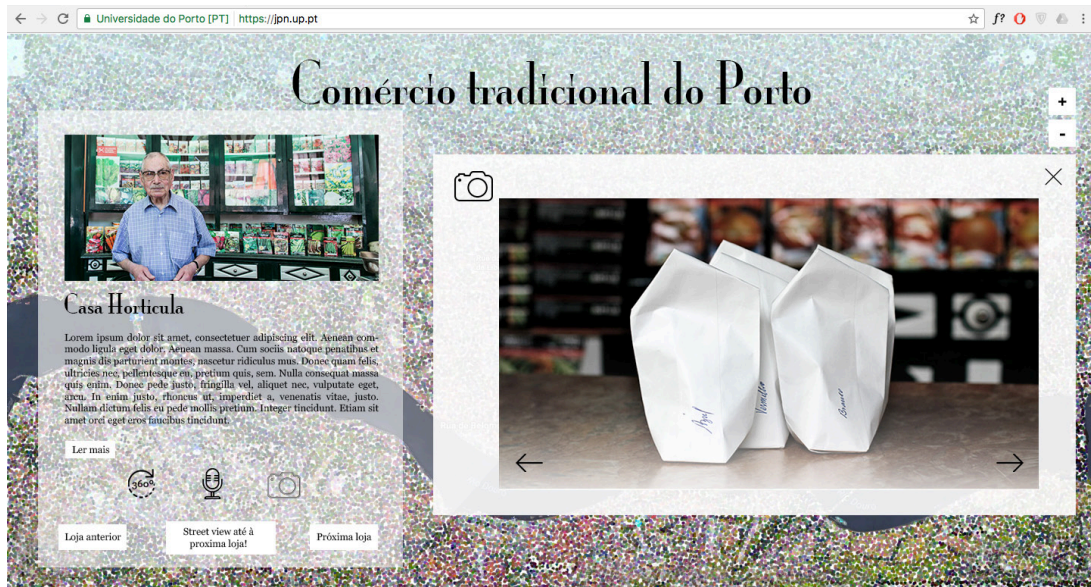 Universidade do Porto [PT] | https://jpn.up.pt
f?
Comércio tradicional do Porto
+
-
Casa Horticula
Lorem ipsum dolor sit amet, consectetuer adipiscing elit. Aenean com-
modo ligula eget dolor. Aenean massa. Cum sociis natoque penatibus et
magnis dis parturient montes, nascetur ridiculus mus. Donec quam felis,
ultricies nec, pellentesque eu, pretium quis, sem. Nulla consequat massa
quis enim. Donec pede justo, fringilla vel, aliquet nec, vulputate eget,
arcu. In enim justo, rhoncus ut, imperdiet a, venenatis vitae, justo.
Nullam dictum felis eu pede mollis pretium. Integer tincidunt. Etiam sit
amet orci eget eros faucibus tincidunt.
Ler mais
360º
Loja anterior
Street view até à
proxima loja!
Próxima loja
Azul
Vermelho
Branco